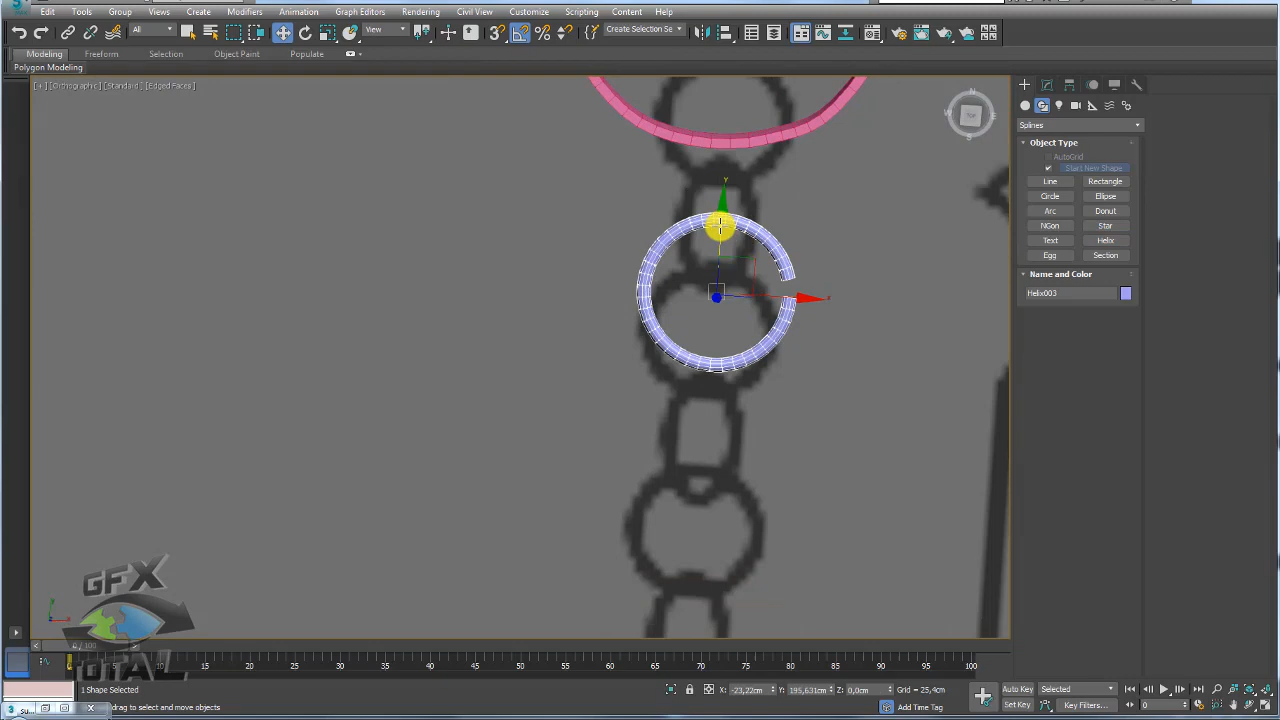 Edit Tools Group Views Create Modifiers Animation Graph Editors Rendering Civil View Customize Scripting Content Help
All View 3 Create Selection Se
Modeling Freeform Selection Object Paint Populate
Polygon Modeling
[+] [Orthographic] [Standard] [Edged Faces]
N
W E
S
Splines
Object Type
AutoGrid
Start New Shape
Line Rectangle
Circle Ellipse
Arc Donut
NGon Star
Text Helix
Egg Section
Name and Color
Helix003
y
x
GFX
TOTAL
0 / 100
10 15 20 25 30 35 40 45 50 55 60 65 70 75 80 85 90 95 100
1 Shape Selected X: -23,22cm Y: 195,631cm Z: 0,0cm Grid = 25,4cm Auto Key Selected
drag to select and move objects Add Time Tag Set Key Key Filters... 0